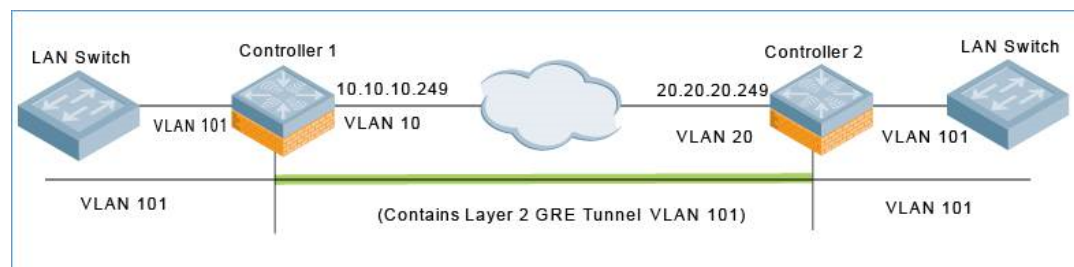 LAN Switch
Controller 1
Controller 2
LAN Switch
10.10.10.249
20.20.20.249
VLAN 101
VLAN 10
VLAN 20
VLAN 101
VLAN 101
(Contains Layer 2 GRE Tunnel VLAN 101)
VLAN 101